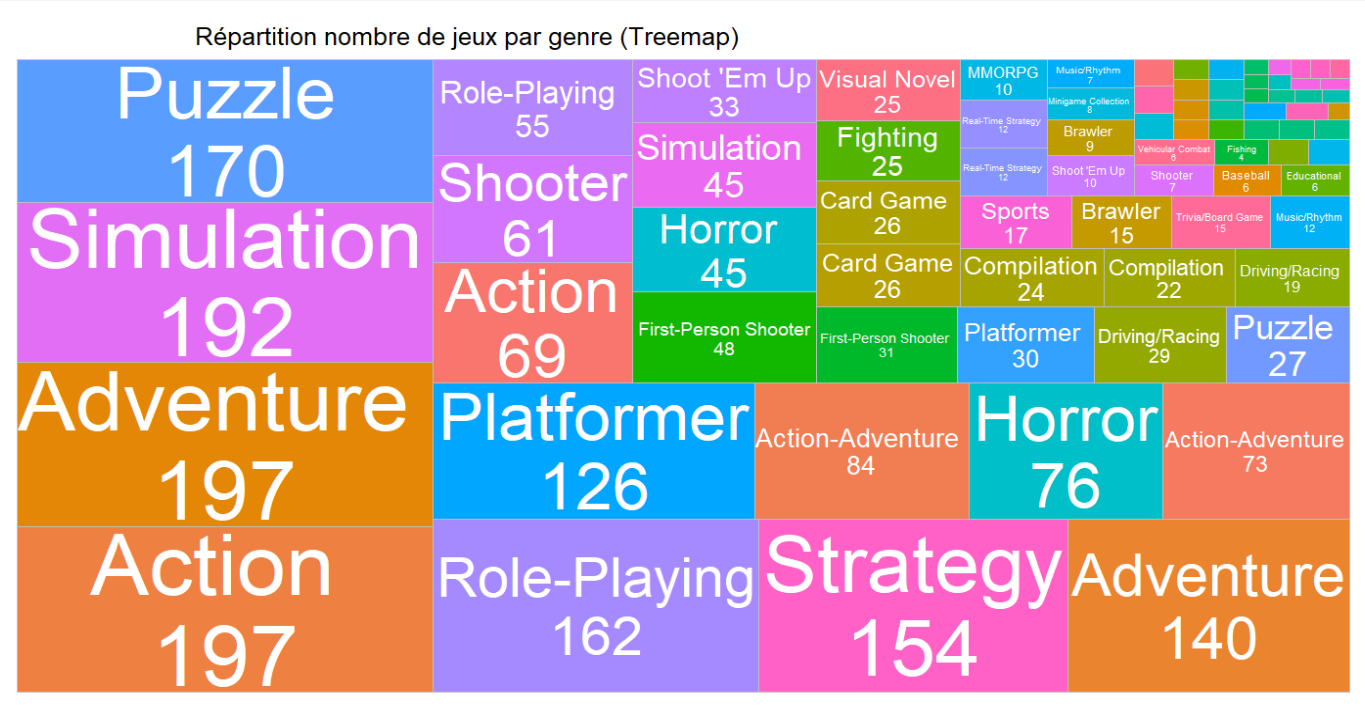 Répartition nombre de jeux par genre (Treemap)
Puzzle
170
Simulation
192
Adventure
197
Action
197
Role-Playing
55
Shooter
61
Action
69
Shoot 'Em Up
33
Simulation
45
Horror
45
First-Person Shooter
48
Visual Novel
25
Fighting
25
Card Game
26
Card Game
26
First-Person Shooter
31
MMORPG
10
Real-Time Strategy
12
Real-Time Strategy
12
Music/Rhythm
7
Minigame Collection
8
Brawler
9
Shoot 'Em Up
10
Vehicular Combat
6
Fishing
4
Shooter
7
Baseball
6
Educational
6
Sports
17
Brawler
15
Trivia/Board Game
15
Music/Rhythm
12
Compilation
24
Compilation
22
Driving/Racing
19
Platformer
30
Driving/Racing
29
Puzzle
27
Platformer
126
Action-Adventure
84
Horror
76
Action-Adventure
73
Role-Playing
162
Strategy
154
Adventure
140